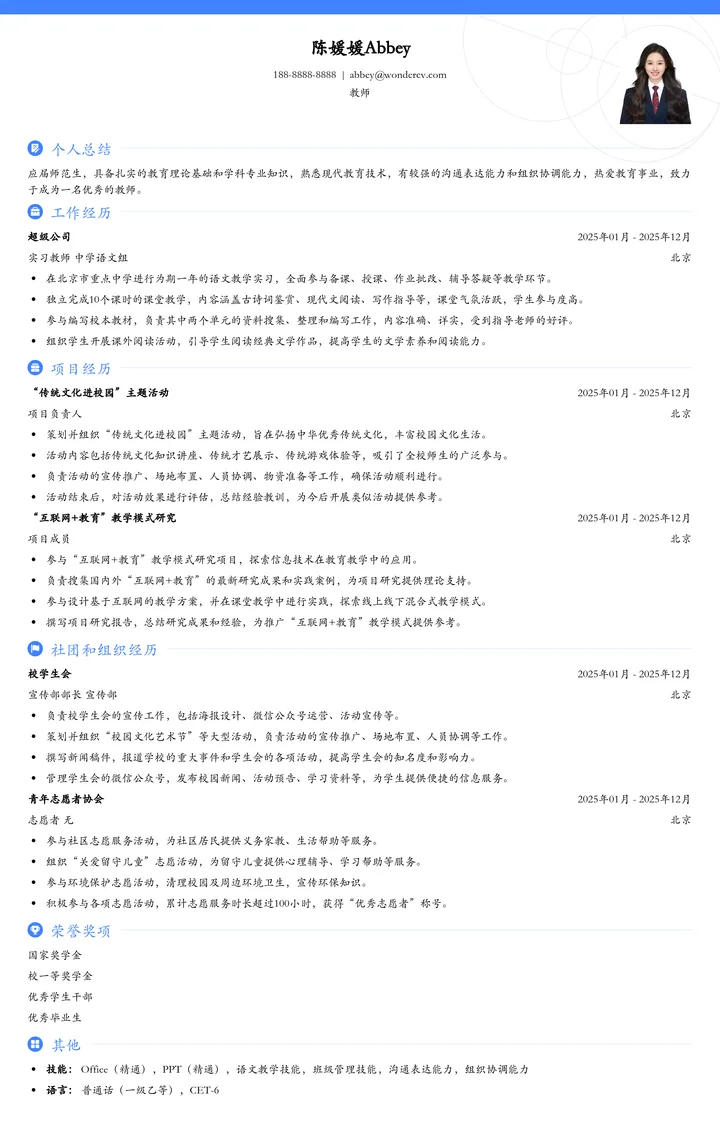 陈媛媛Abbey
188-8888-8888 | abbey@wondercv.com
教师
个人总结
应届师范生，具备扎实的教育理论基础和学科专业知识，熟悉现代教育技术，有较强的沟通表达能力和组织协调能力，热爱教育事业，致力
于成为一名优秀的教师。
工作经历
超级公司 2025年01月 - 2025年12月
实习教师 中学语文组 北京
• 在北京市重点中学进行为期一年的语文教学实习，全面参与备课、授课、作业批改、辅导答疑等教学环节。
• 独立完成10个课时的课堂教学，内容涵盖古诗词鉴赏、现代文阅读、写作指导等，课堂气氛活跃，学生参与度高。
• 参与编写校本教材，负责其中两个单元的资料搜集、整理和编写工作，内容准确、详实，受到指导老师的好评。
• 组织学生开展课外阅读活动，引导学生阅读经典文学作品，提高学生的文学素养和阅读能力。
项目经历
“传统文化进校园”主题活动 2025年01月 - 2025年12月
项目负责人 北京
• 策划并组织“传统文化进校园”主题活动，旨在弘扬中华优秀传统文化，丰富校园文化生活。
• 活动内容包括传统文化知识讲座、传统才艺展示、传统游戏体验等，吸引了全校师生的广泛参与。
• 负责活动的宣传推广、场地布置、人员协调、物资准备等工作，确保活动顺利进行。
• 活动结束后，对活动效果进行评估，总结经验教训，为今后开展类似活动提供参考。
“互联网+教育”教学模式研究 2025年01月 - 2025年12月
项目成员 北京
• 参与“互联网+教育”教学模式研究项目，探索信息技术在教育教学中的应用。
• 负责搜集国内外“互联网+教育”的最新研究成果和实践案例，为项目研究提供理论支持。
• 参与设计基于互联网的教学方案，并在课堂教学中进行实践，探索线上线下混合式教学模式。
• 撰写项目研究报告，总结研究成果和经验，为推广“互联网+教育”教学模式提供参考。
社团和组织经历
校学生会 2025年01月 - 2025年12月
宣传部部长 宣传部 北京
• 负责校学生会的宣传工作，包括海报设计、微信公众号运营、活动宣传等。
• 策划并组织“校园文化艺术节”等大型活动，负责活动的宣传推广、场地布置、人员协调等工作。
• 撰写新闻稿件，报道学校的重大事件和学生会的各项活动，提高学生会的知名度和影响力。
• 管理学生会的微信公众号，发布校园新闻、活动预告、学习资料等，为学生提供便捷的信息服务。
青年志愿者协会 2025年01月 - 2025年12月
志愿者 无 北京
• 参与社区志愿服务活动，为社区居民提供义务家教、生活帮助等服务。
• 组织“关爱留守儿童”志愿活动，为留守儿童提供心理辅导、学习帮助等服务。
• 参与环境保护志愿活动，清理校园及周边环境卫生，宣传环保知识。
• 积极参与各项志愿活动，累计志愿服务时长超过100小时，获得“优秀志愿者”称号。
荣誉奖项
国家奖学金
校一等奖学金
优秀学生干部
优秀毕业生
其他
• 技能： Office（精通）, PPT（精通）, 语文教学技能，班级管理技能，沟通表达能力，组织协调能力
• 语言： 普通话（一级乙等）, CET-6